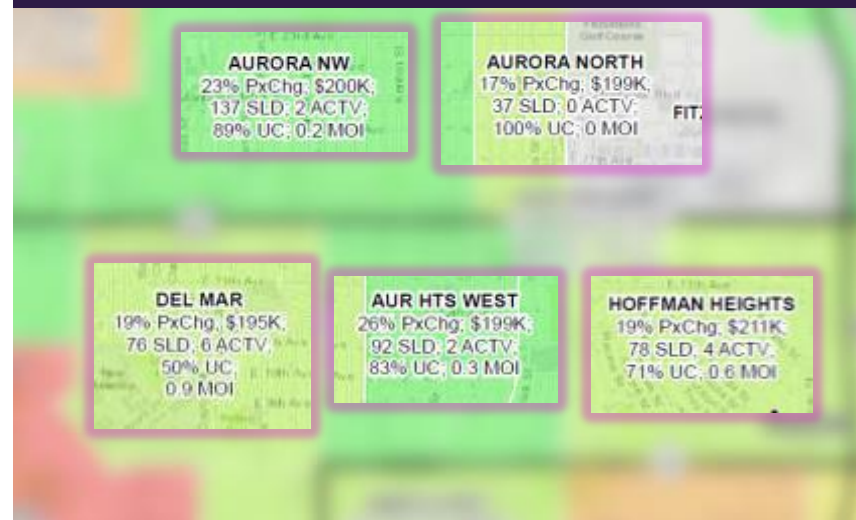 AURORA NW
23% PxChg; $200K;
137 SLD; 2 ACTV;
89% UC; 0.2 MOI
Golf Course
AURORA NORTH
17% PxChg; $199K;
37 SLD; 0 ACTV;
100% UC; 0 MOI
FIT
DEL MAR
19% PxChg; $195K;
76 SLD; 6 ACTV;
50% UC;
0.9 MOI
AUR HTS WEST
26% PxChg; $199K;
92 SLD; 2 ACTV;
83% UC; 0.3 MOI
HOFFMAN HEIGHTS
19% PxChg; $211K;
78 SLD; 4 ACTV;
71% UC; 0.6 MOI